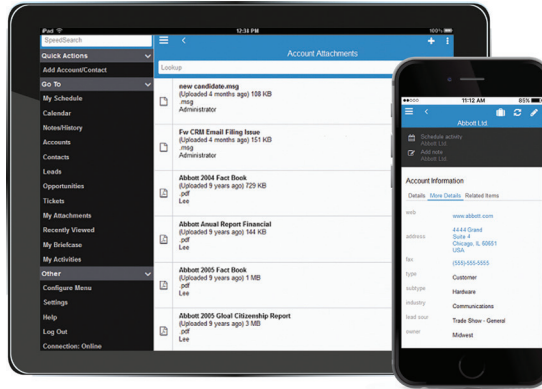 iPad
12:38 PM
100%
SpeedSearch
Quick Actions
Add Account/Contact
Go To
My Schedule
Calendar
Notes/History
Accounts
Contacts
Leads
Opportunities
Tickets
My Attachments
Recently Viewed
My Briefcase
My Activities
Other
Configure Menu
Settings
Help
Log Out
Connection: Online
Account Attachments
Lookup
new candidate.msg
(Uploaded 4 months ago) 108 KB
.msg
Administrator
Fw CRM Email Filing Issue
(Uploaded 4 months ago) 151 KB
.msg
Administrator
Abbott 2004 Fact Book
(Uploaded 9 years ago) 729 KB
.pdf
Lee
Abbott Anual Report Financial
(Uploaded 9 years ago) 144 KB
.pdf
Lee
Abbott 2005 Fact Book
(Uploaded 9 years ago) 1 MB
.pdf
Lee
Abbott 2005 Gloal Citizenship Report
(Uploaded 9 years ago) 3 MB
.pdf
Lee
11:12 AM
85%
Abbott Ltd.
Schedule activity
Abbott Ltd.
Add note
Abbott Ltd.
Account Information
Details More Details Related Items
web www.abbott.com
address 4444 Grand
Suite 4
Chicago, IL 60651
USA
fax (555)-555-5555
type Customer
subtype Hardware
industry Communications
lead sour Trade Show - General
owner Midwest